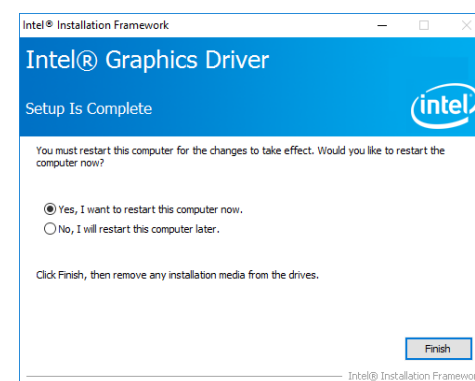 Intel® Installation Framework
Intel® Graphics Driver
Setup Is Complete
intel
You must restart this computer for the changes to take effect. Would you like to restart the
computer now?
Yes, I want to restart this computer now.
No, I will restart this computer later.
Click Finish, then remove any installation media from the drives.
Finish
Intel® Installation Framewor